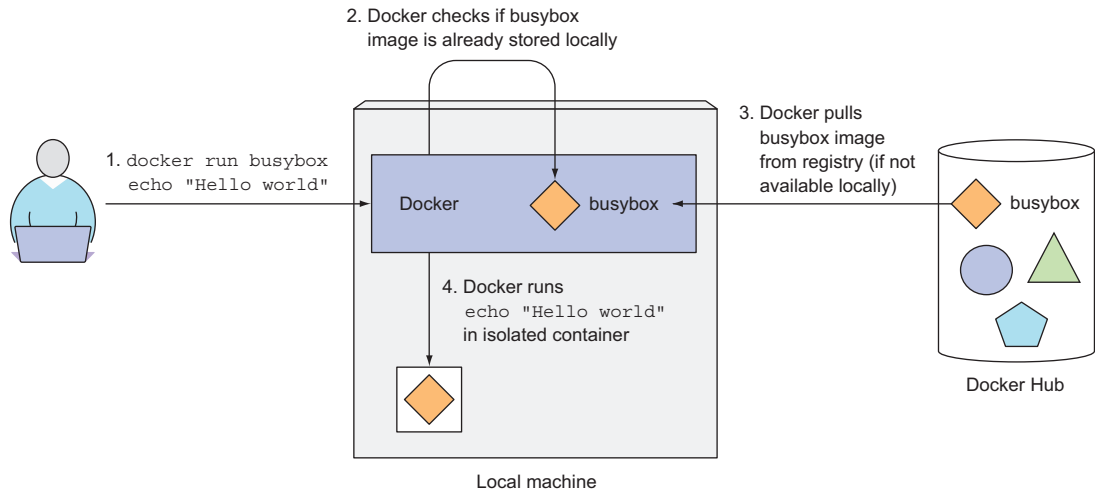 2. Docker checks if busybox
image is already stored locally
1. docker run busybox
echo "Hello world"
3. Docker pulls
busybox image
from registry (if not
available locally)
Docker
busybox
busybox
4. Docker runs
echo "Hello world"
in isolated container
Docker Hub
Local machine